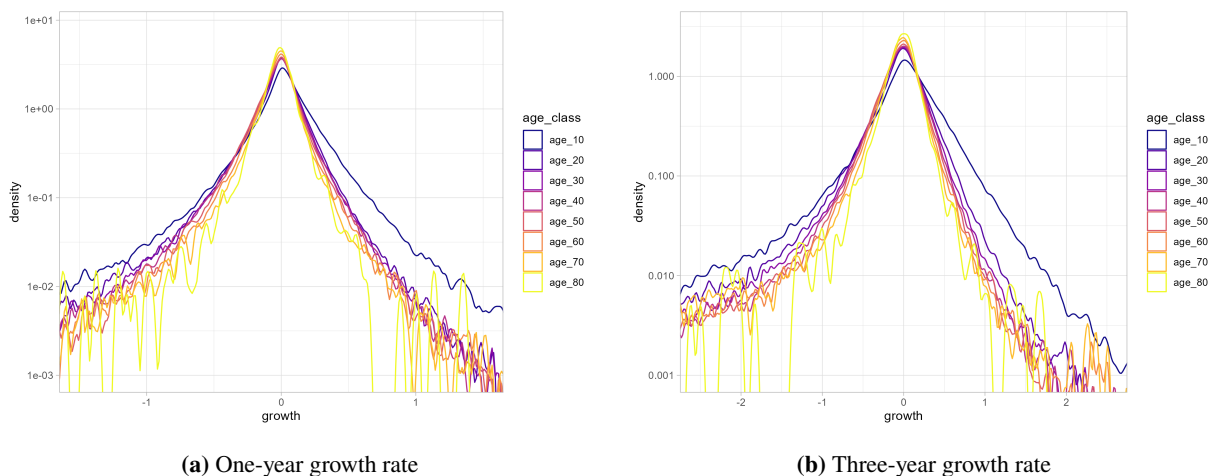 1e+01
1e+00
1e-01
1e-02
1e-03
density
-1
0
1
growth
age_class
age_10
age_20
age_30
age_40
age_50
age_60
age_70
age_80
(a) One-year growth rate
1.000
0.100
0.010
0.001
density
-2
-1
0
1
2
growth
age_class
age_10
age_20
age_30
age_40
age_50
age_60
age_70
age_80
(b) Three-year growth rate